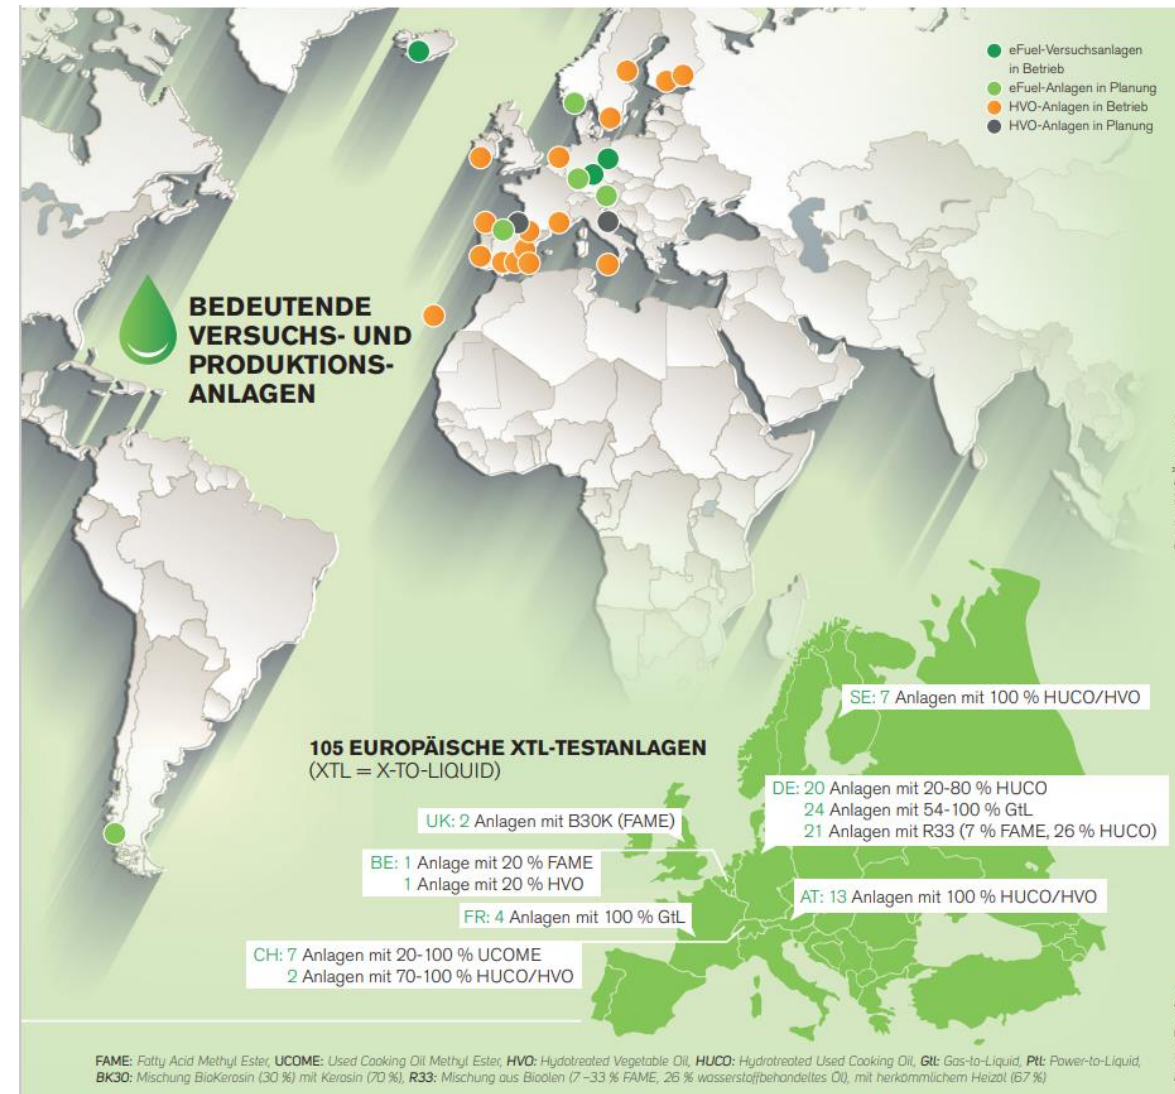 eFuel-Versuchsanlagen
in Betrieb
eFuel-Anlagen in Planung
HVO-Anlagen in Betrieb
HVO-Anlagen in Planung
BEDEUTENDE
VERSUCHS- UND
PRODUKTIONS-
ANLAGEN
105 EUROPÄISCHE XTL-TESTANLAGEN
(XTL = X-TO-LIQUID)
SE: 7 Anlagen mit 100 % HUCO/HVO
DE: 20 Anlagen mit 20-80 % HUCO
24 Anlagen mit 54-100 % GtL
21 Anlagen mit R33 (7 % FAME, 26 % HUCO)
UK: 2 Anlagen mit B30K (FAME)
BE: 1 Anlage mit 20 % FAME
1 Anlage mit 20 % HVO
AT: 13 Anlagen mit 100 % HUCO/HVO
FR: 4 Anlagen mit 100 % GtL
CH: 7 Anlagen mit 20-100 % UCOME
2 Anlagen mit 70-100 % HUCO/HVO
FAME: Fatty Acid Methyl Ester, UCOME: Used Cooking Oil Methyl Ester, HVO: Hydotreated Vegetable Oil, HUCO: Hydrotreated Used Cooking Oil, Gtl: Gas-to-Liquid, Ptl: Power-to-Liquid,
BK30: Mischung BioKerosin (30 %) mit Kerosin (70 %), R33: Mischung aus Bioölen (7 –33 % FAME, 26 % wasserstoffbehandeltes Öl), mit herkömmlichem Heizöl (67 %)